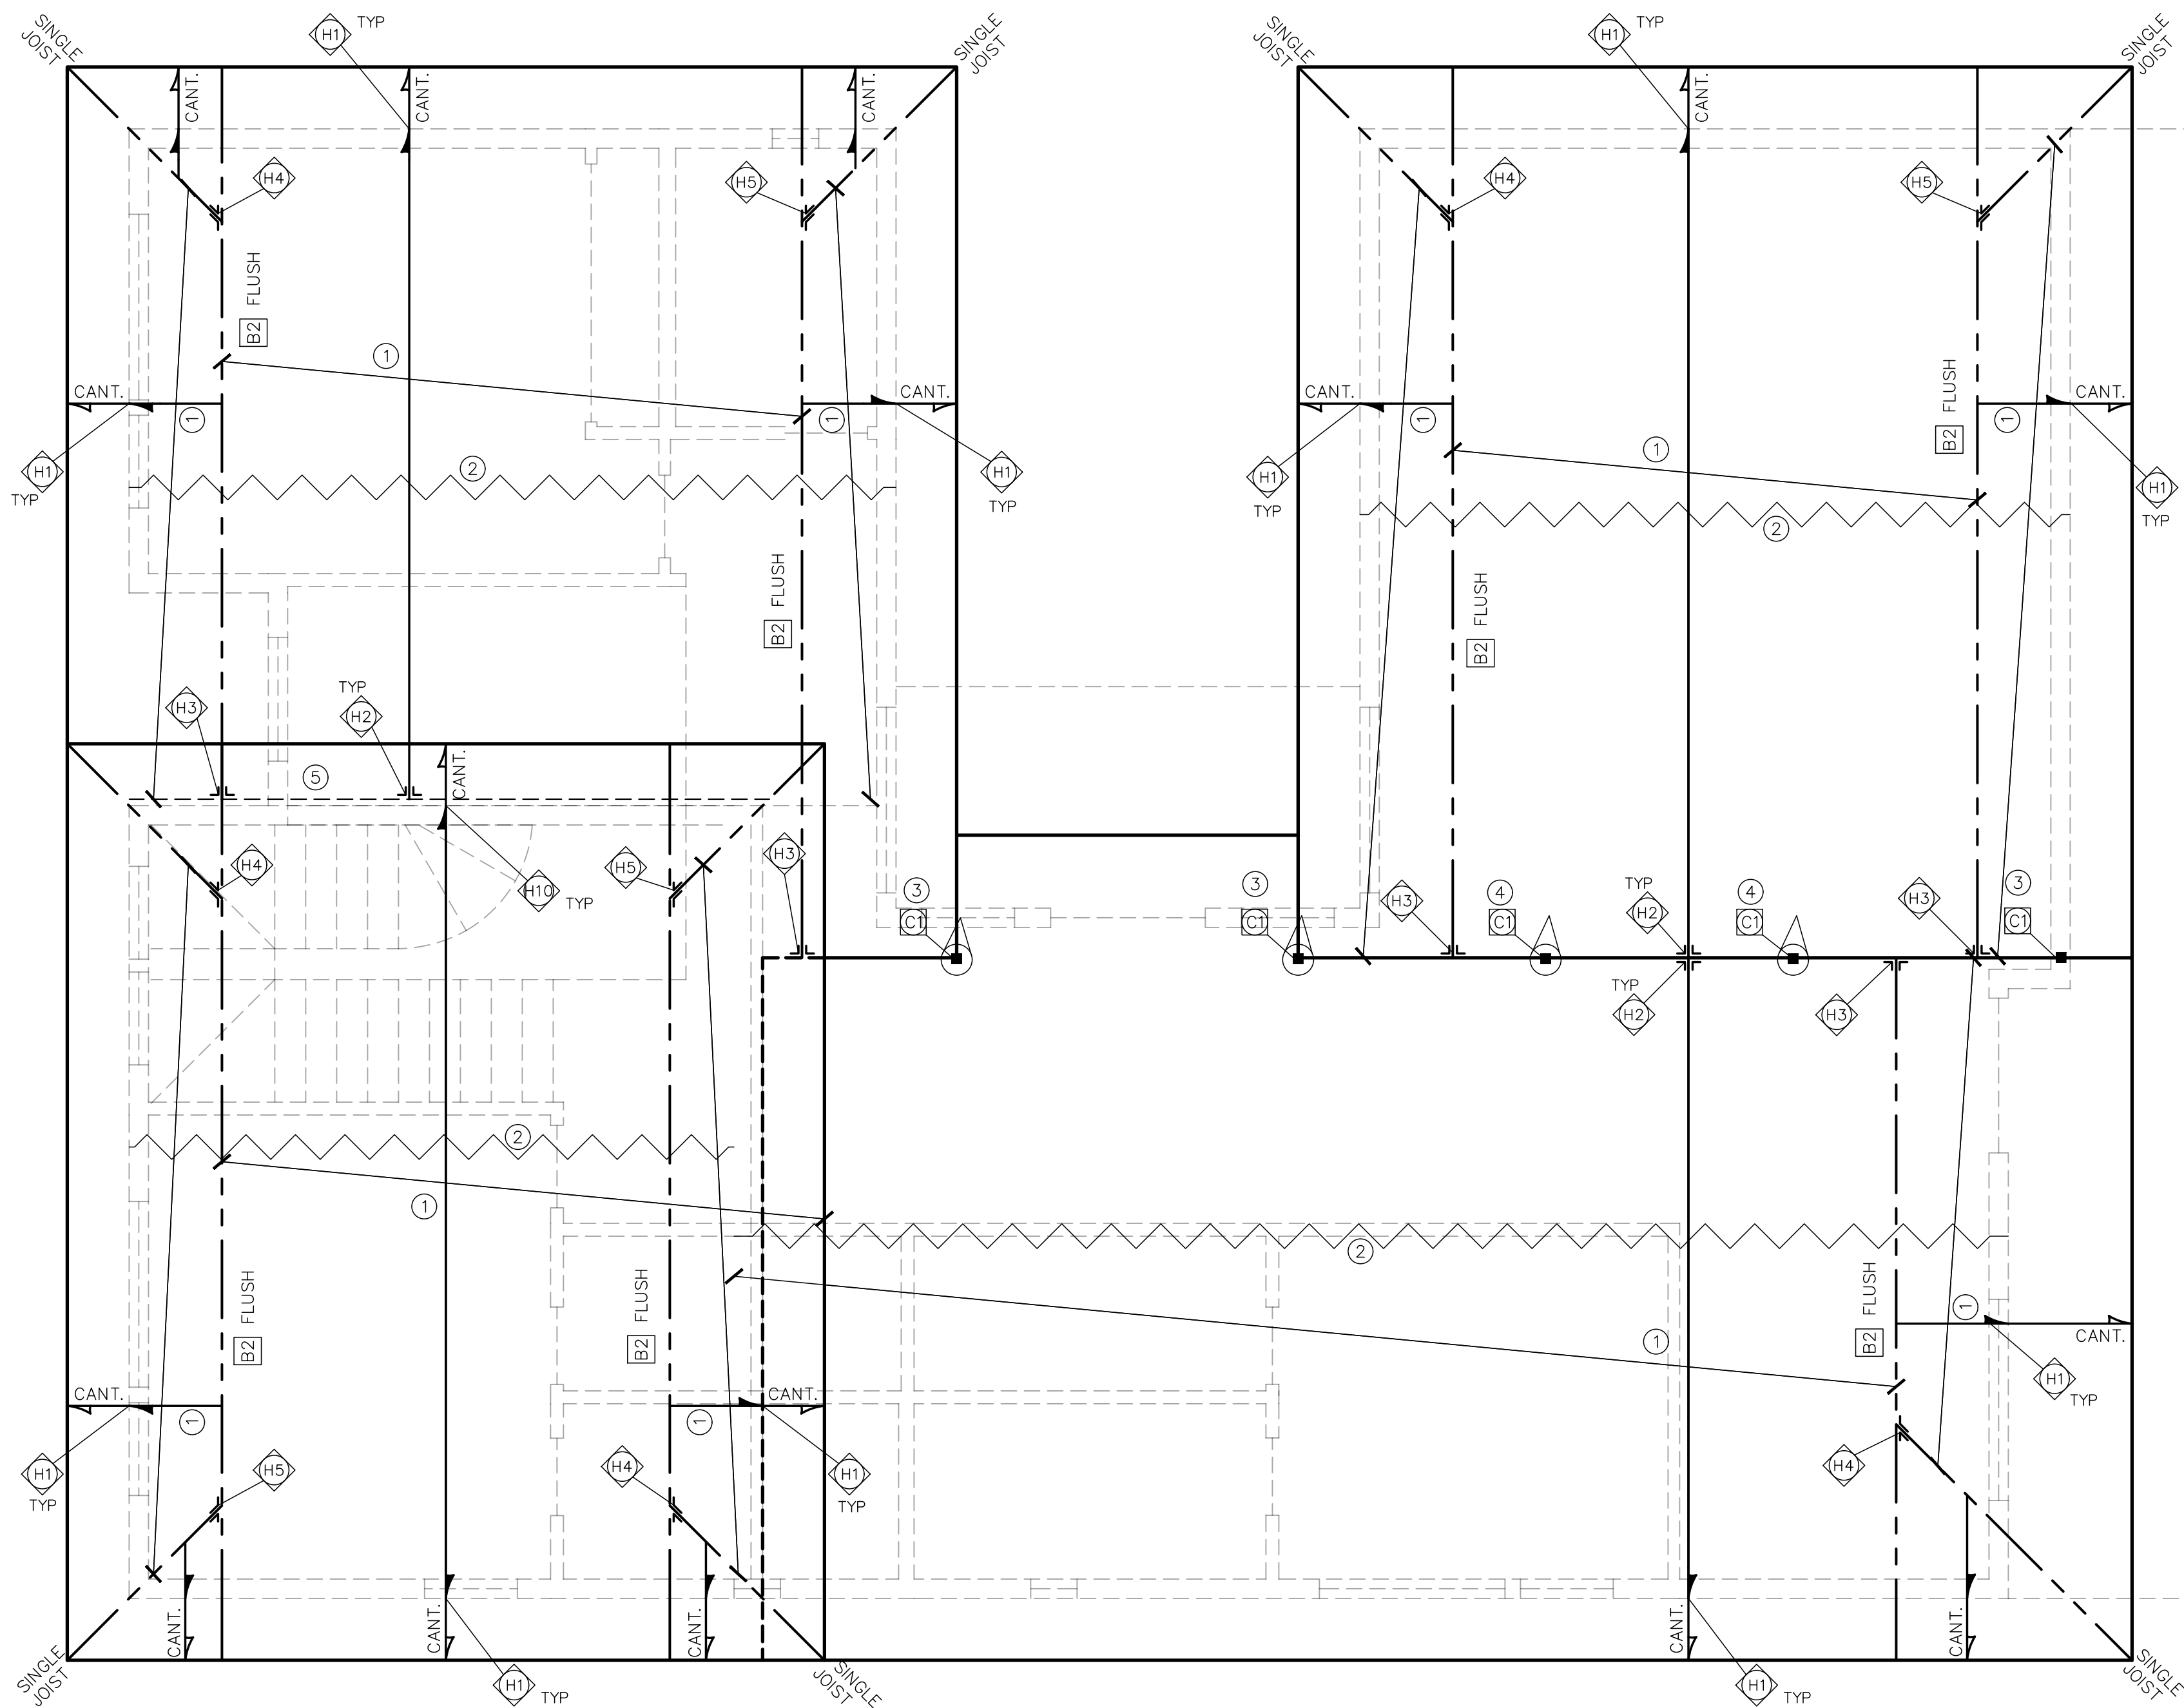 SINGLE
JOIST
H1
TYP
SINGLE
JOIST
SINGLE
JOIST
H1
TYP
SINGLE
JOIST
CANT.
CANT.
CANT.
CANT.
H4
H5
H4
H5
B2 FLUSH
1
CANT.
1
CANT.
1
CANT.
1
B2 FLUSH
CANT.
1
1
H1
TYP
2
H1
TYP
H1
TYP
2
H1
TYP
B2 FLUSH
B2 FLUSH
H3
TYP
H2
5
CANT.
H4
H10
TYP
H5
H3
3
C1
3
C1
H3
4
C1
TYP
H2
4
C1
H3
3
C1
TYP
H2
H3
2
1
2
1
B2 FLUSH
B2 FLUSH
B2 FLUSH
1
CANT.
H1
TYP
CANT.
1
CANT.
1
H1
TYP
H5
H4
H1
TYP
H4
CANT.
CANT.
CANT.
CANT.
CANT.
SINGLE
JOIST
H1
TYP
SINGLE
JOIST
H1
TYP
SINGLE
JOIST